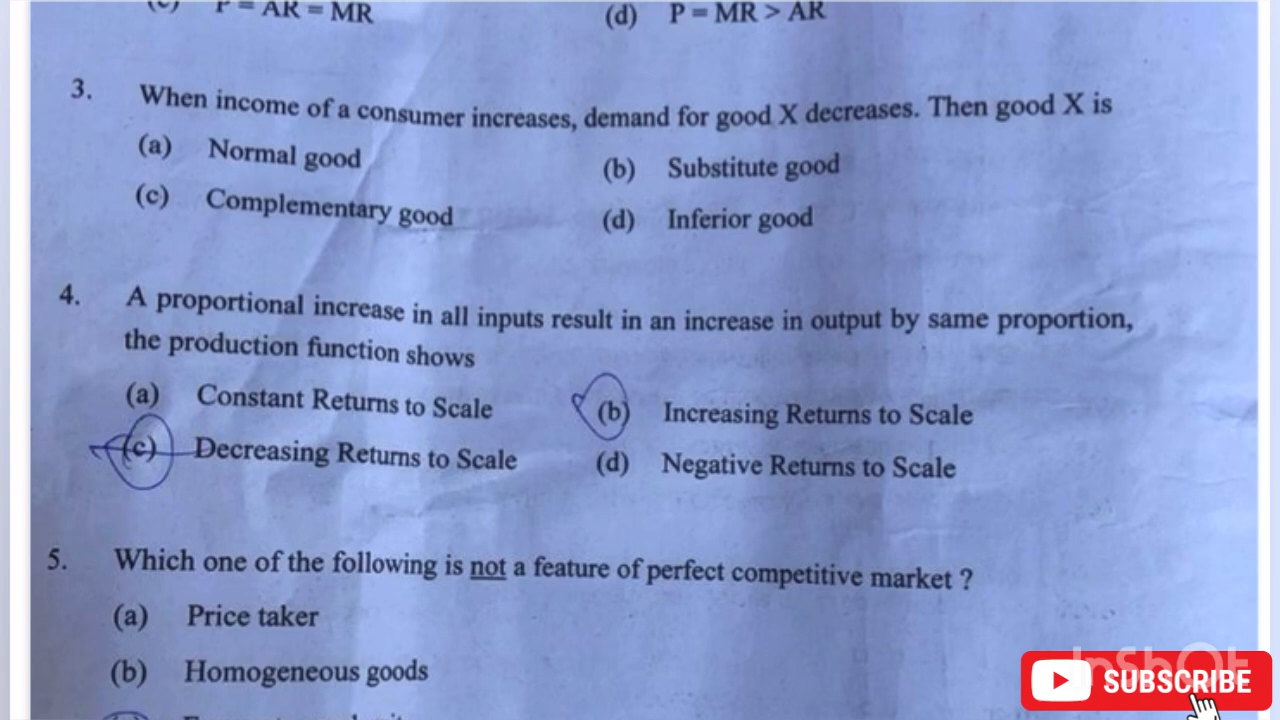 (c) P = AR = MR
(d) P = MR > AR
3. When income of a consumer increases, demand for good X decreases. Then good X is
(a) Normal good
(b) Substitute good
(c) Complementary good
(d) Inferior good
4. A proportional increase in all inputs result in an increase in output by same proportion,
the production function shows
(a) Constant Returns to Scale
(b) Increasing Returns to Scale
(c) Decreasing Returns to Scale
(d) Negative Returns to Scale
5. Which one of the following is not a feature of perfect competitive market ?
(a) Price taker
(b) Homogeneous goods
InShOt
SUBSCRIBE